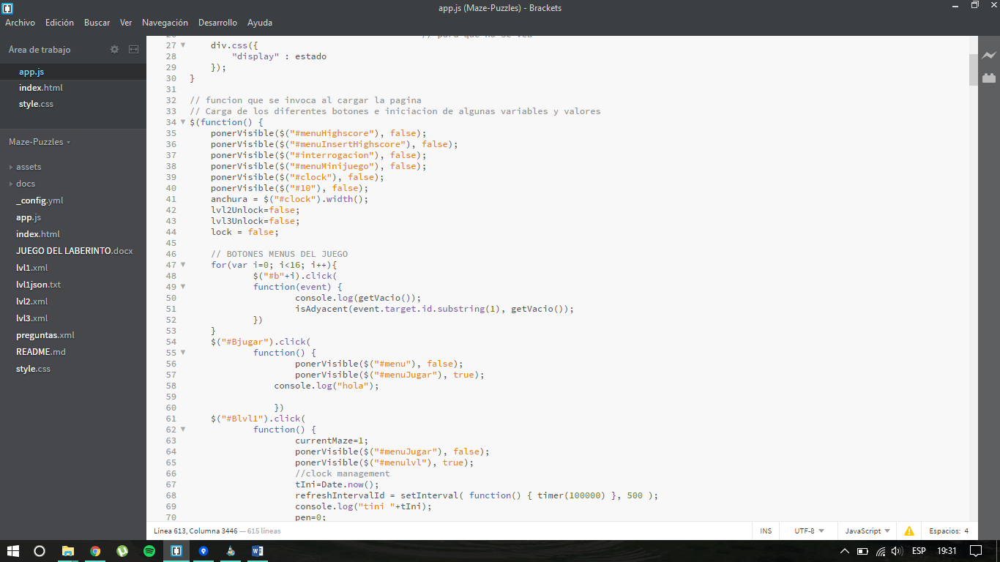 app.js (Maze-Puzzles) - Brackets
Archivo Edición Buscar Ver Navegación Desarrollo Ayuda
Área de trabajo
app.js
index.html
style.css
Maze-Puzzles
assets
docs
_config.yml
app.js
index.html
JUEGO DEL LABERINTO.docx
lvl1.xml
lvl1json.txt
lvl2.xml
lvl3.xml
preguntas.xml
README.md
style.css
26 // para que no se vea
27 div.css({
28 "display" : estado
29 });
30 }
31
32 // funcion que se invoca al cargar la pagina
33 // Carga de los diferentes botones e iniciacion de algunas variables y valores
34 $(function() {
35 ponerVisible($("#menuHighscore"), false);
36 ponerVisible($("#menuInsertHighscore"), false);
37 ponerVisible($("#interrogacion"), false);
38 ponerVisible($("#menuMinijuego"), false);
39 ponerVisible($("#clock"), false);
40 ponerVisible($("#10"), false);
41 anchura = $("#clock").width();
42 lvl2Unlock=false;
43 lvl3Unlock=false;
44 lock = false;
45
46 // BOTONES MENUS DEL JUEGO
47 for(var i=0; i<16; i++){
48 $("#b"+i).click(
49 function(event) {
50 console.log(getVacio());
51 isAdyacent(event.target.id.substring(1), getVacio());
52 })
53 }
54 $("#Bjugar").click(
55 function() {
56 ponerVisible($("#menu"), false);
57 ponerVisible($("#menuJugar"), true);
58 console.log("hola");
59
60 })
61 $("#Blvl1").click(
62 function() {
63 currentMaze=1;
64 ponerVisible($("#menuJugar"), false);
65 ponerVisible($("#menulvl"), true);
66 //clock management
67 tIni=Date.now();
68 refreshIntervalId = setInterval( function() { timer(100000) }, 500 );
69 console.log("tini "+tIni);
70 pen=0;
Línea 613, Columna 3446 — 615 líneas
INS UTF-8 JavaScript Espacios: 4
ESP 19:31